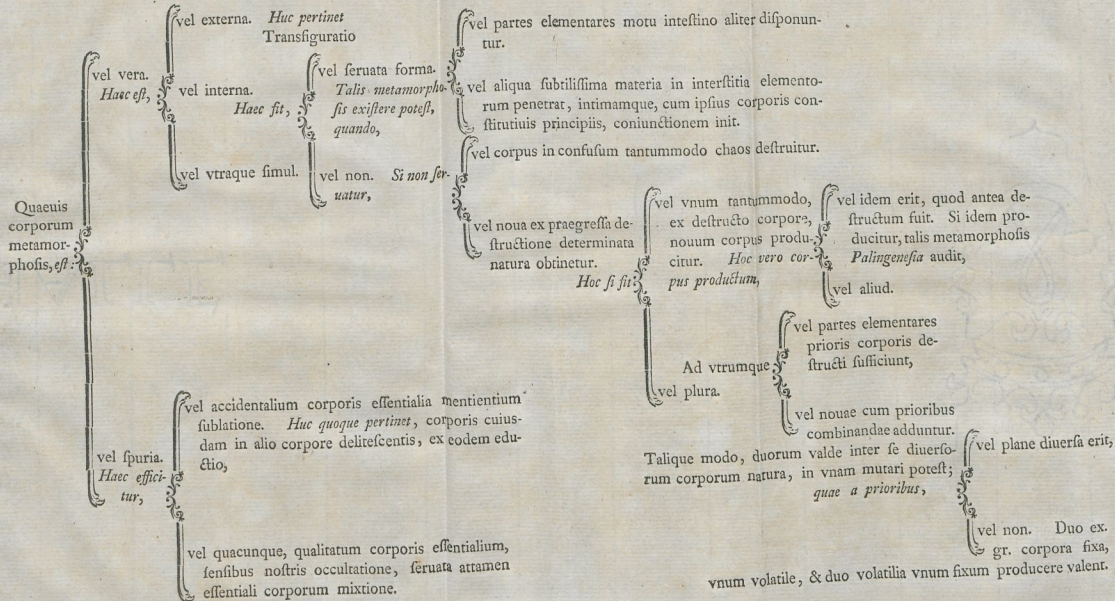 Quaeuis
corporum
metamor-
phoſis, eſt:
vel vera.
Haec eſt,
vel externa. Huc pertinet
Transfiguratio
vel interna.
Haec fit,
vel ſeruata forma.
Talis metamorpho-
ſis exiſtere poteſt,
quando,
vel partes elementares motu inteſtino aliter diſponun-
tur.
vel aliqua ſubtiliſſima materia in interſtitia elemento-
rum penetrat, intimamque, cum ipſius corporis con-
ſtitutiuis principiis, coniunctionem init.
vel non. Si non ſer-
uatur,
vel corpus in confuſum tantummodo chaos deſtruitur.
vel noua ex praegreſſa de-
ſtructione determinata
natura obtinetur.
Hoc ſi fit:
vel vnum tantummodo,
ex deſtructo corpore,
nouum corpus produ-
citur. Hoc vero cor-
pus productum,
vel idem erit, quod antea de-
ſtructum fuit. Si idem pro-
ducitur, talis metamorphoſis
Palingeneſia audit,
vel aliud.
vel plura.
Ad vtrumque
vel partes elementares
prioris corporis de-
ſtructi ſufficiunt,
vel nouae cum prioribus
combinandae adduntur.
Talique modo, duorum valde inter ſe diuerſo-
rum corporum natura, in vnam mutari poteſt;
quae a prioribus,
vel plane diuerſa erit,
vel non. Duo ex.
gr. corpora fixa,
vnum volatile, & duo volatilia vnum fixum producere valent.
vel vtraque ſimul.
vel ſpuria.
Haec effici-
tur,
vel accidentalium corporis eſſentialia mentientium
ſublatione. Huc quoque pertinet, corporis cuius-
dam in alio corpore deliteſcentis, ex eodem edu-
ctio,
vel quacunque, qualitatum corporis eſſentialium,
ſenſibus noſtris occultatione, ſeruata attamen
eſſentiali corporum mixtione.